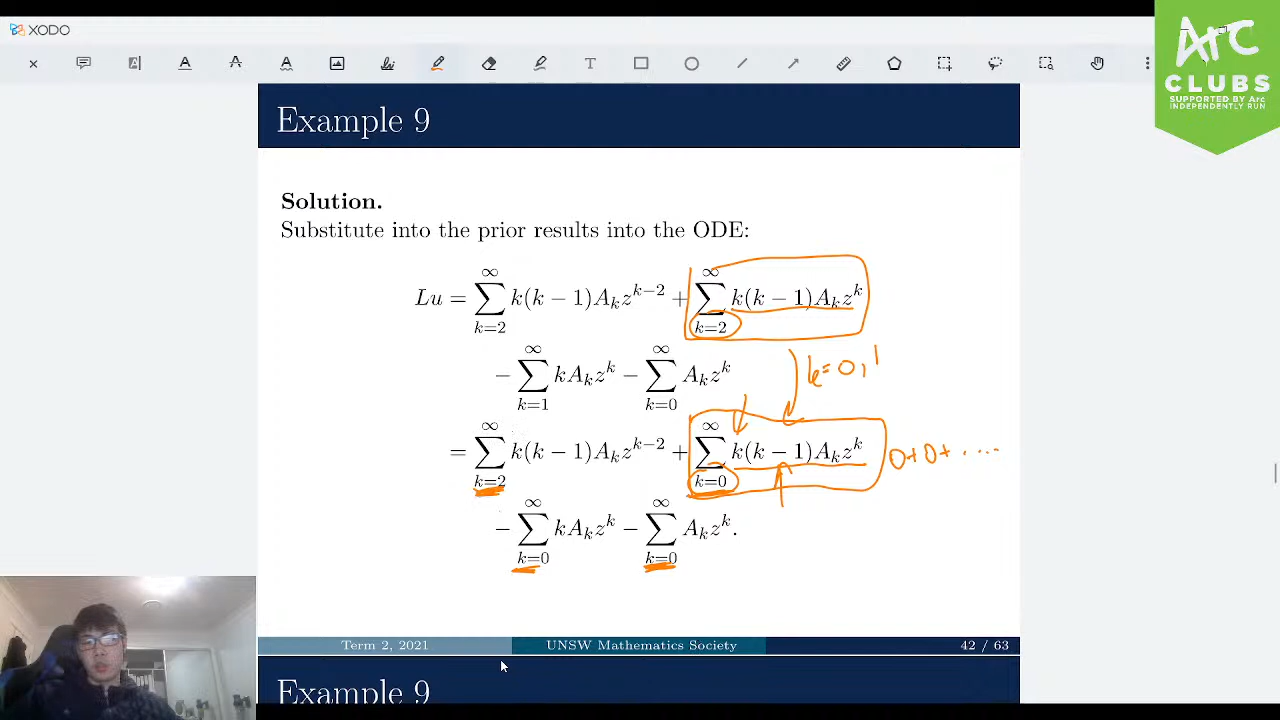 XODO
Arc
CLUBS
SUPPORTED BY Arc
INDEPENDENTLY RUN
Example 9
Solution.
Substitute into the prior results into the ODE:
Lu = ∑_{k=2}^{∞} k(k − 1)A_k z^{k−2} + ∑_{k=2}^{∞} k(k − 1)A_k z^k
− ∑_{k=1}^{∞} kA_k z^k − ∑_{k=0}^{∞} A_k z^k
k=0,1
= ∑_{k=2}^{∞} k(k − 1)A_k z^{k−2} + ∑_{k=0}^{∞} k(k − 1)A_k z^k
0+0+....
− ∑_{k=0}^{∞} kA_k z^k − ∑_{k=0}^{∞} A_k z^k.
Term 2, 2021
UNSW Mathematics Society
42 / 63
Example 9